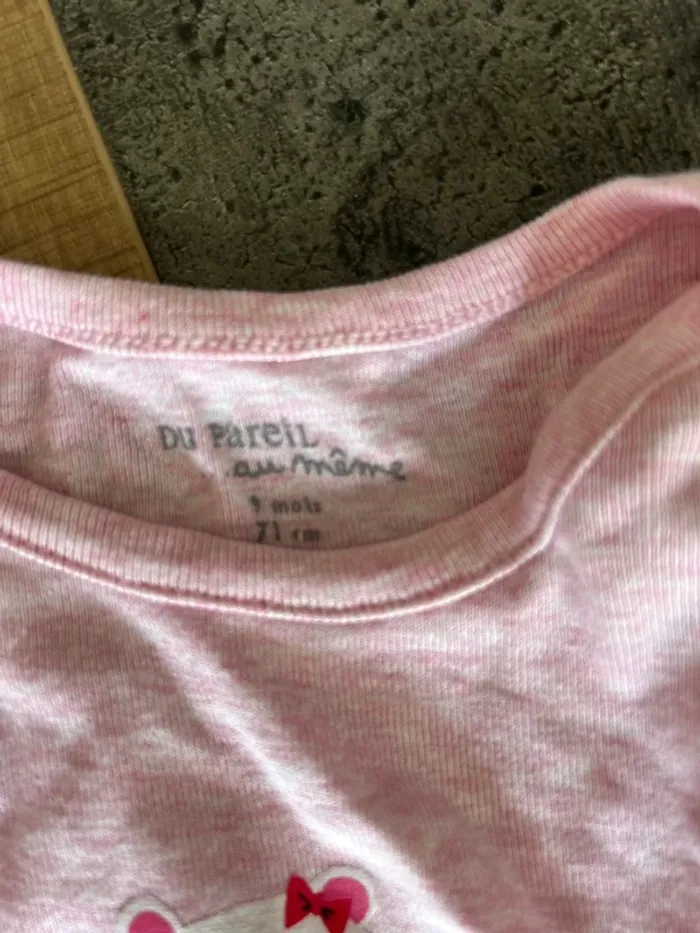 DU PareiL
au même
9 mois
71 cm